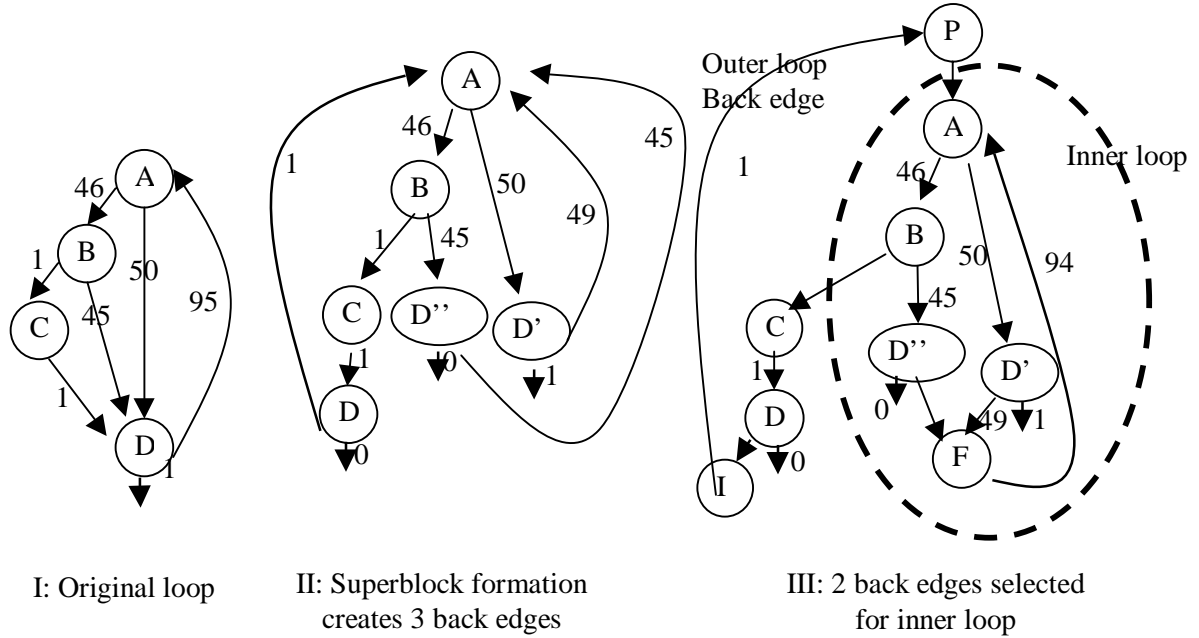 A
46
B
1
50
C
45
95
1
D
1
I: Original loop
A
46
1
B
50
45
1
45
49
C
D’’
D’
1
0
1
D
0
II: Superblock formation
creates 3 back edges
P
Outer loop
Back edge
A
Inner loop
1
46
B
50
94
45
C
D’’
D’
1
0
49
1
D
F
0
I
III: 2 back edges selected
for inner loop